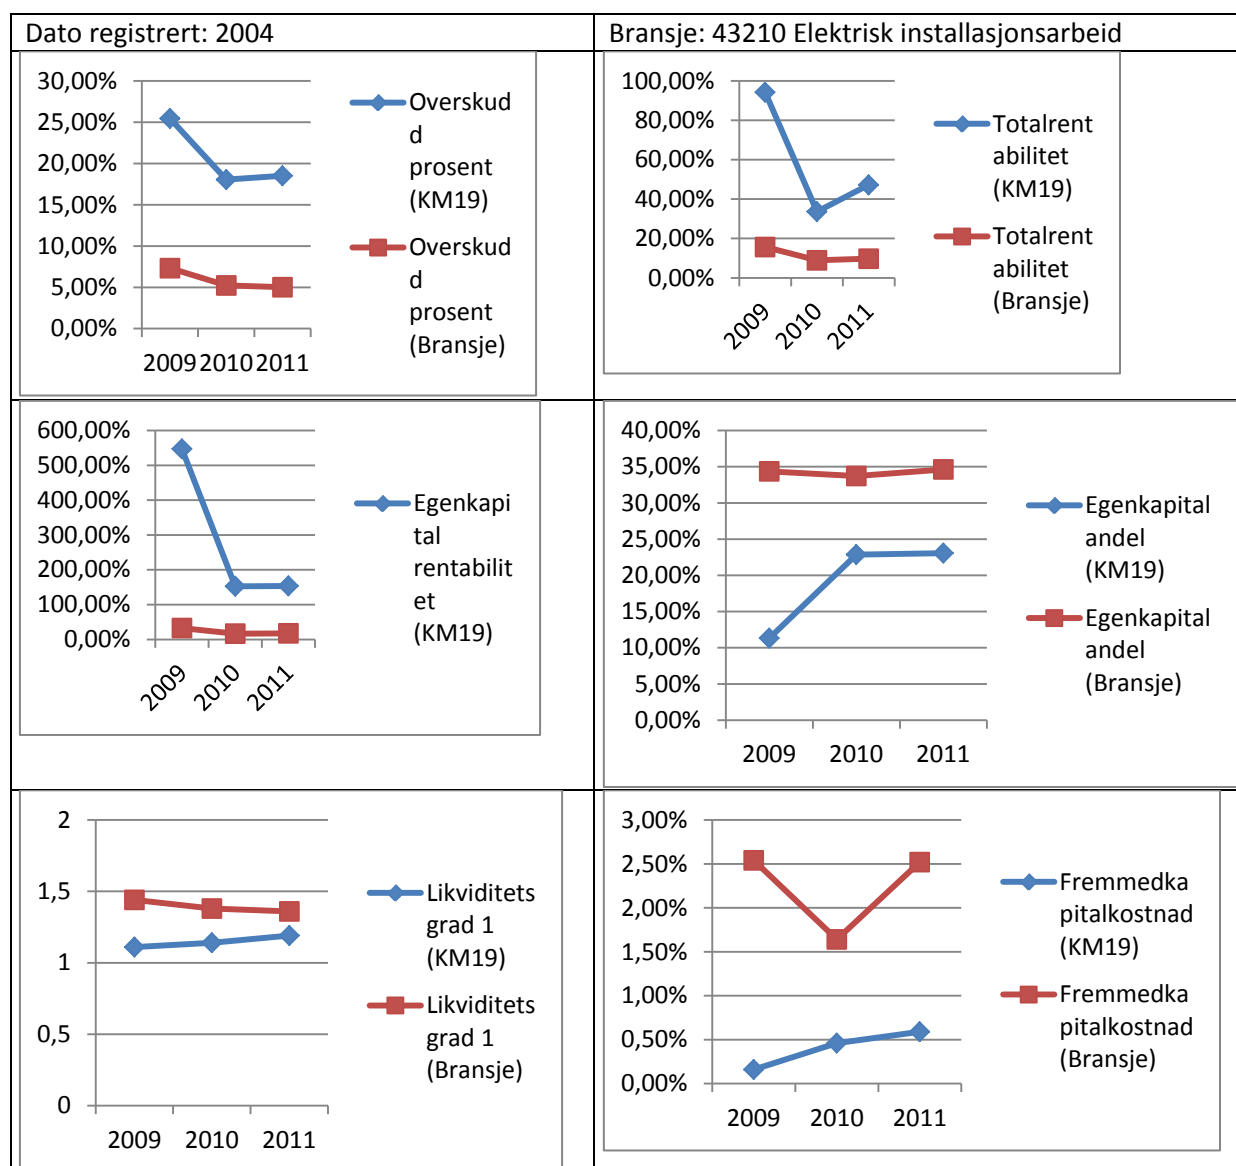 Dato registrert: 2004
Bransje: 43210 Elektrisk installasjonsarbeid
30,00%
25,00%
20,00%
15,00%
10,00%
5,00%
0,00%
2009 2010 2011
Overskud
d
prosent
(KM19)
Overskud
d
prosent
(Bransje)
100,00%
80,00%
60,00%
40,00%
20,00%
0,00%
2009
2010
2011
Totalrent
abilitet
(KM19)
Totalrent
abilitet
(Bransje)
600,00%
500,00%
400,00%
300,00%
200,00%
100,00%
0,00%
2009
2010
2011
Egenkapi
tal
rentabilit
et
(KM19)
40,00%
35,00%
30,00%
25,00%
20,00%
15,00%
10,00%
5,00%
0,00%
2009 2010 2011
Egenkapital
andel
(KM19)
Egenkapital
andel
(Bransje)
2
1,5
1
0,5
0
2009 2010 2011
Likviditets
grad 1
(KM19)
Likviditets
grad 1
(Bransje)
3,00%
2,50%
2,00%
1,50%
1,00%
0,50%
0,00%
2009 2010 2011
Fremmedka
pitalkostnad
(KM19)
Fremmedka
pitalkostnad
(Bransje)